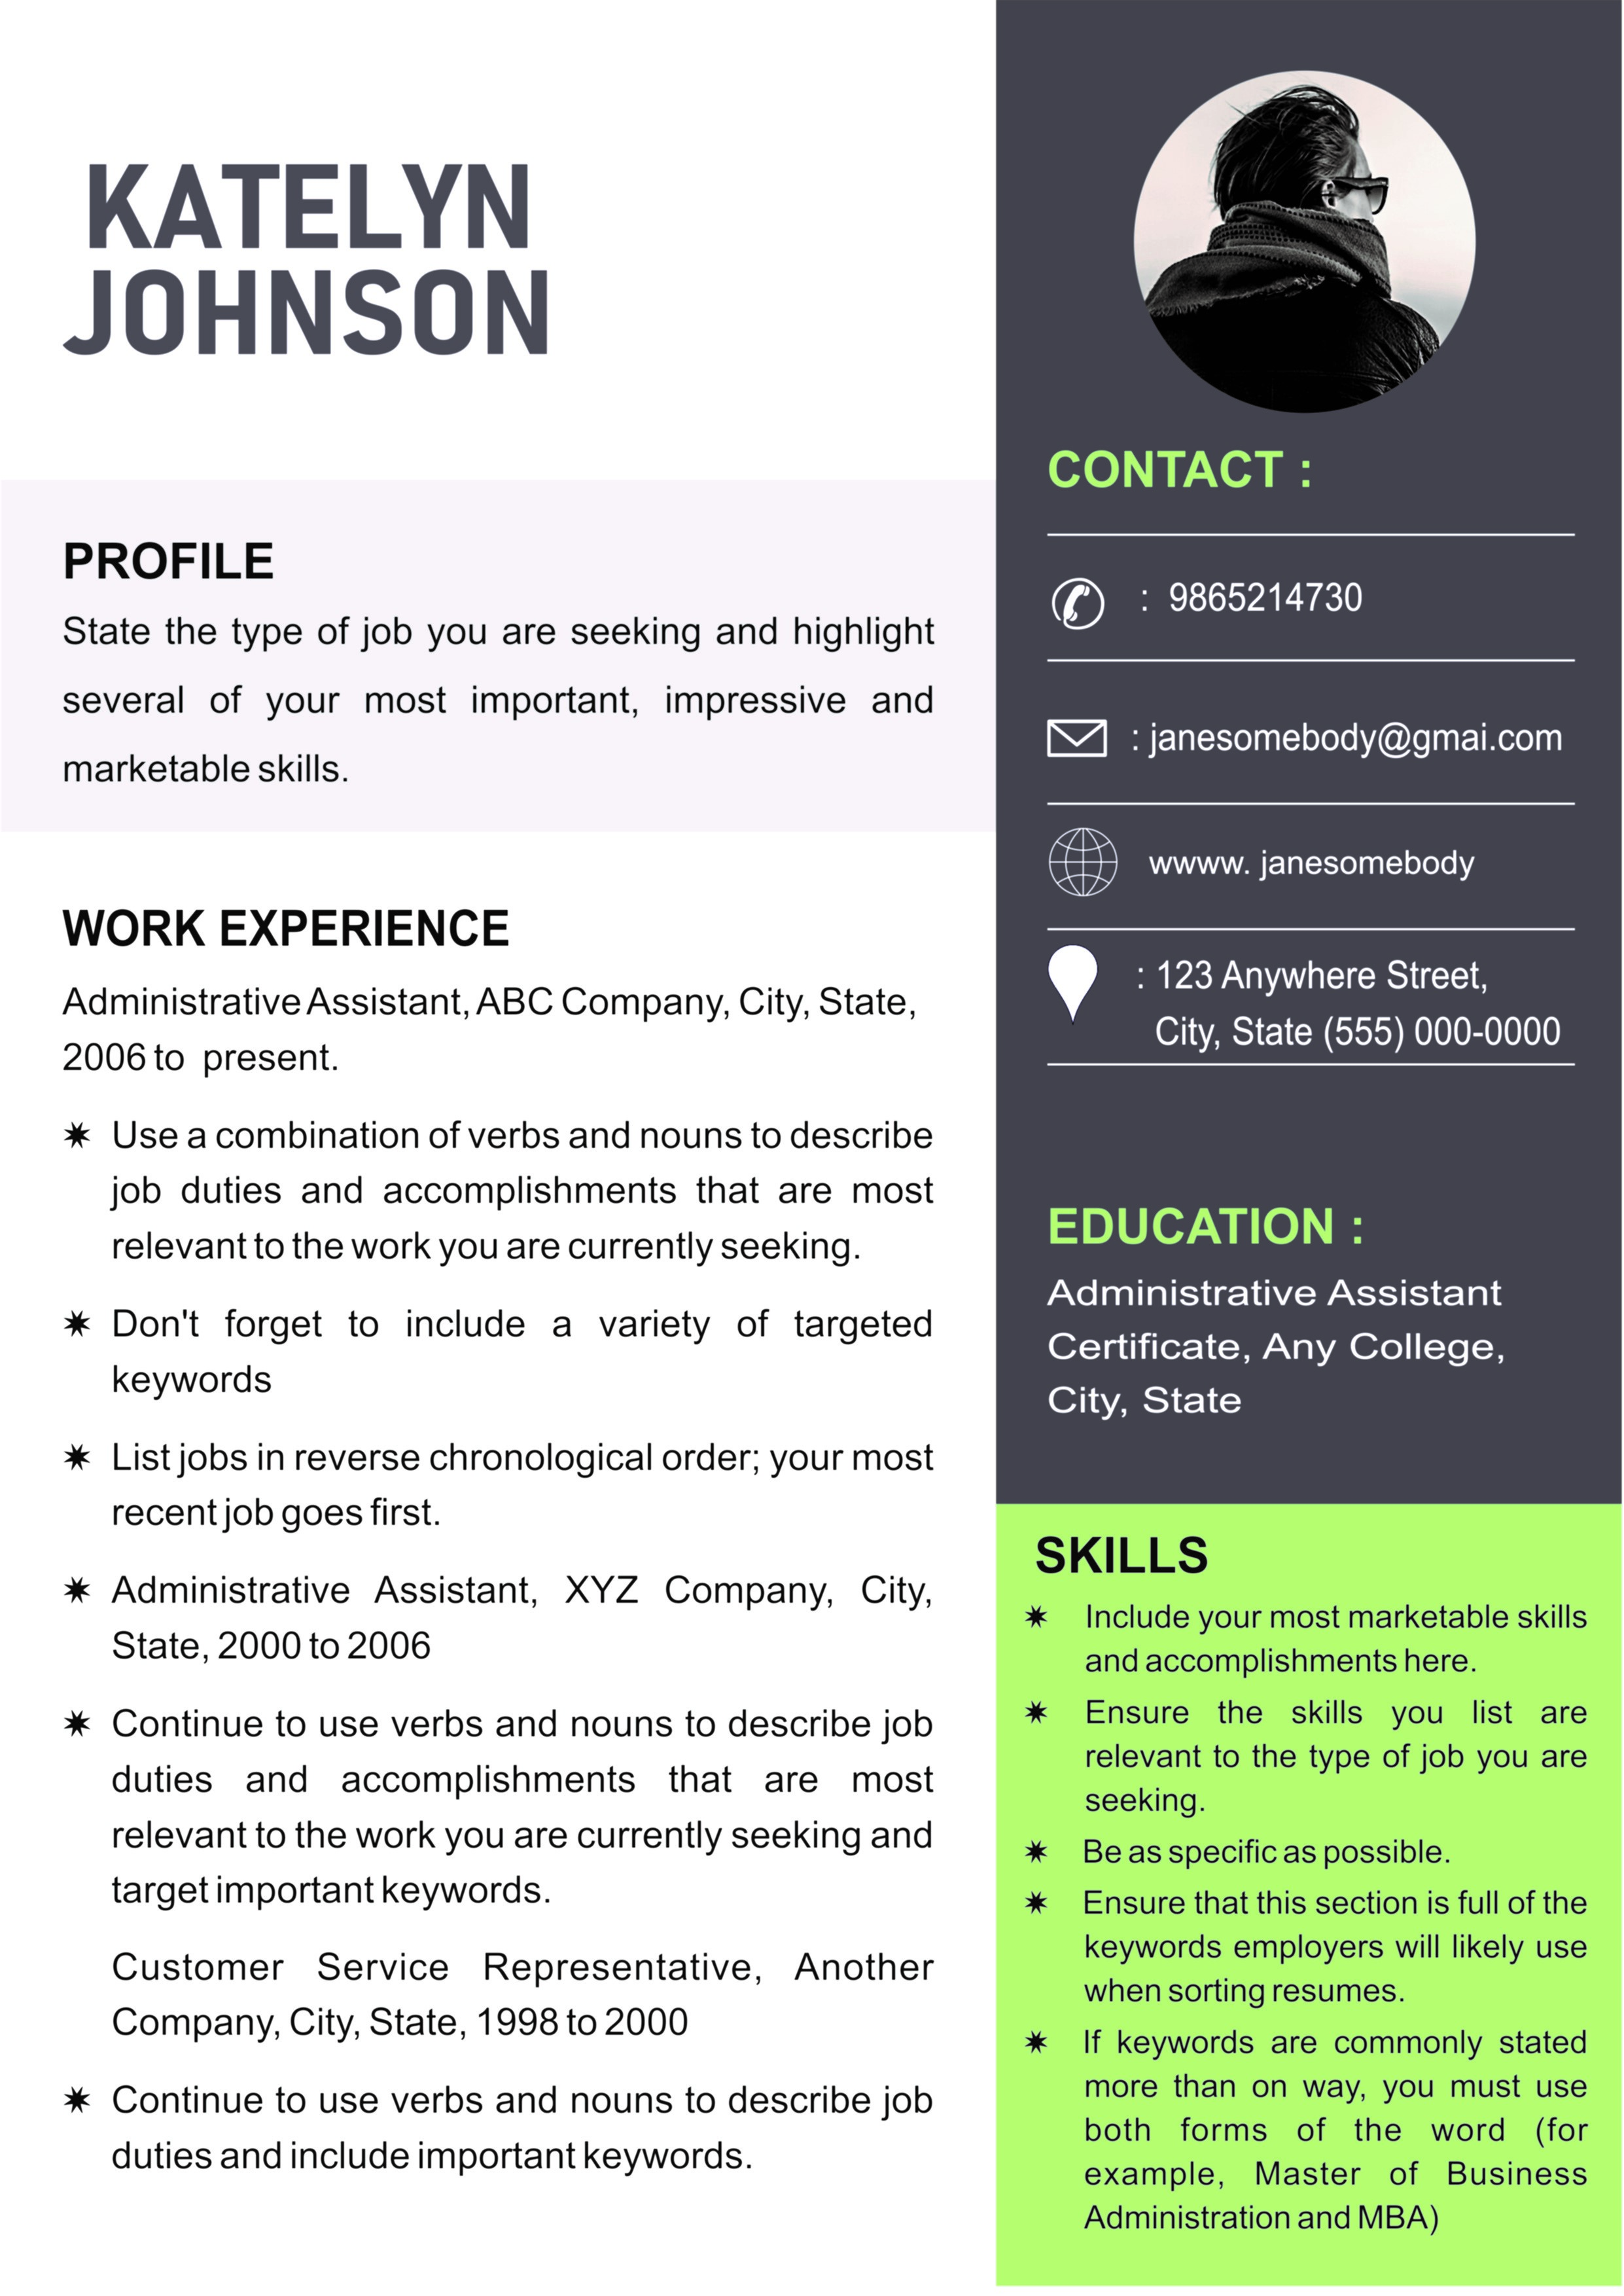 KATELYN
JOHNSON
PROFILE
State the type of job you are seeking and highlight
several of your most important, impressive and
marketable skills.
WORK EXPERIENCE
Administrative Assistant, ABC Company, City, State,
2006 to present.
✷ Use a combination of verbs and nouns to describe
job duties and accomplishments that are most
relevant to the work you are currently seeking.
✷ Don't forget to include a variety of targeted
keywords
✷ List jobs in reverse chronological order; your most
recent job goes first.
✷ Administrative Assistant, XYZ Company, City,
State, 2000 to 2006
✷ Continue to use verbs and nouns to describe job
duties and accomplishments that are most
relevant to the work you are currently seeking and
target important keywords.
Customer Service Representative, Another
Company, City, State, 1998 to 2000
✷ Continue to use verbs and nouns to describe job
duties and include important keywords.
CONTACT :
: 9865214730
: janesomebody@gmai.com
wwww. janesomebody
: 123 Anywhere Street,
City, State (555) 000-0000
EDUCATION :
Administrative Assistant
Certificate, Any College,
City, State
SKILLS
✷ Include your most marketable skills
and accomplishments here.
✷ Ensure the skills you list are
relevant to the type of job you are
seeking.
✷ Be as specific as possible.
✷ Ensure that this section is full of the
keywords employers will likely use
when sorting resumes.
✷ If keywords are commonly stated
more than on way, you must use
both forms of the word (for
example, Master of Business
Administration and MBA)